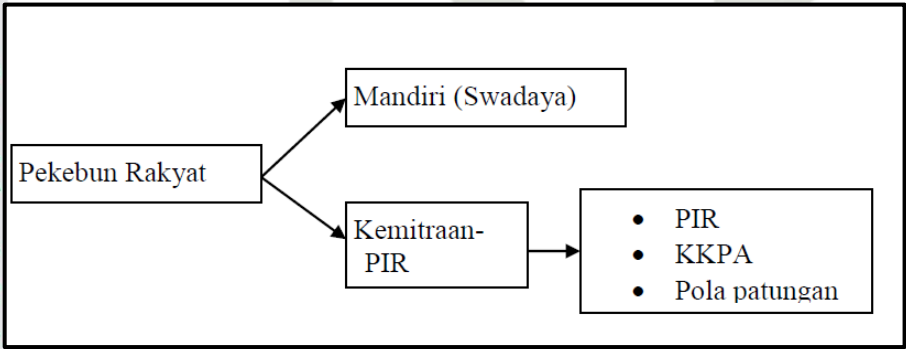 Mandiri (Swadaya)
Pekebun Rakyat
Kemitraan-
PIR
• PIR
• KKPA
• Pola patungan